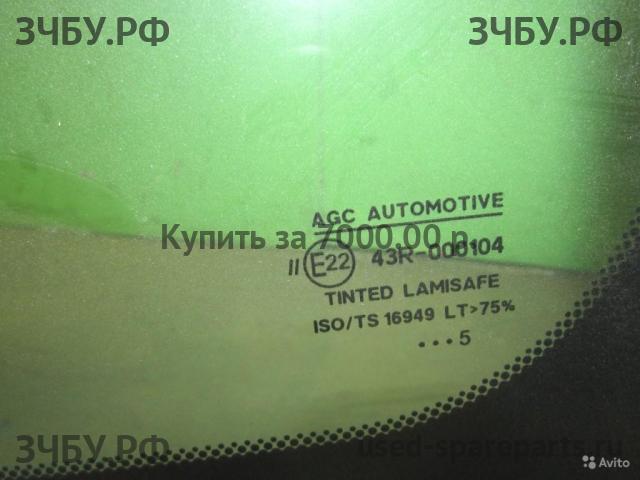 ЗЧБУ.РФ ЗЧБУ.РФ
AGC AUTOMOTIVE
Купить за 7000.00 р.
II E22 43R-000104
TINTED LAMISAFE
ISO/TS 16949 LT>75%
•••5
ЗЧБУ.РФ used-spareparts.ru
Avito